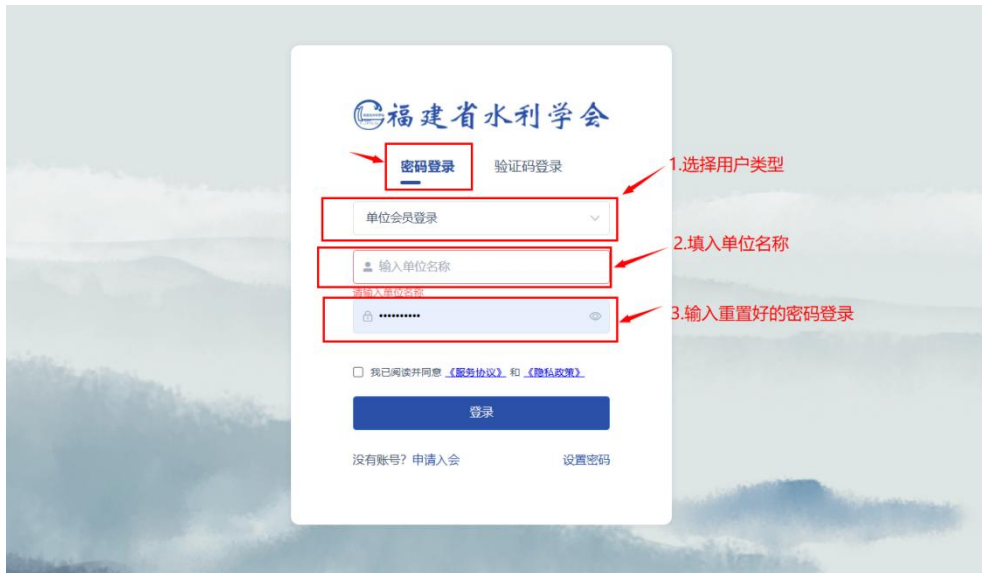 福建省水利学会
密码登录 验证码登录
1.选择用户类型
单位会员登录
2.填入单位名称
输入单位名称
请输入单位名称
3.输入重置好的密码登录
我已阅读并同意 《服务协议》 和 《隐私政策》
登录
没有账号？申请入会 设置密码